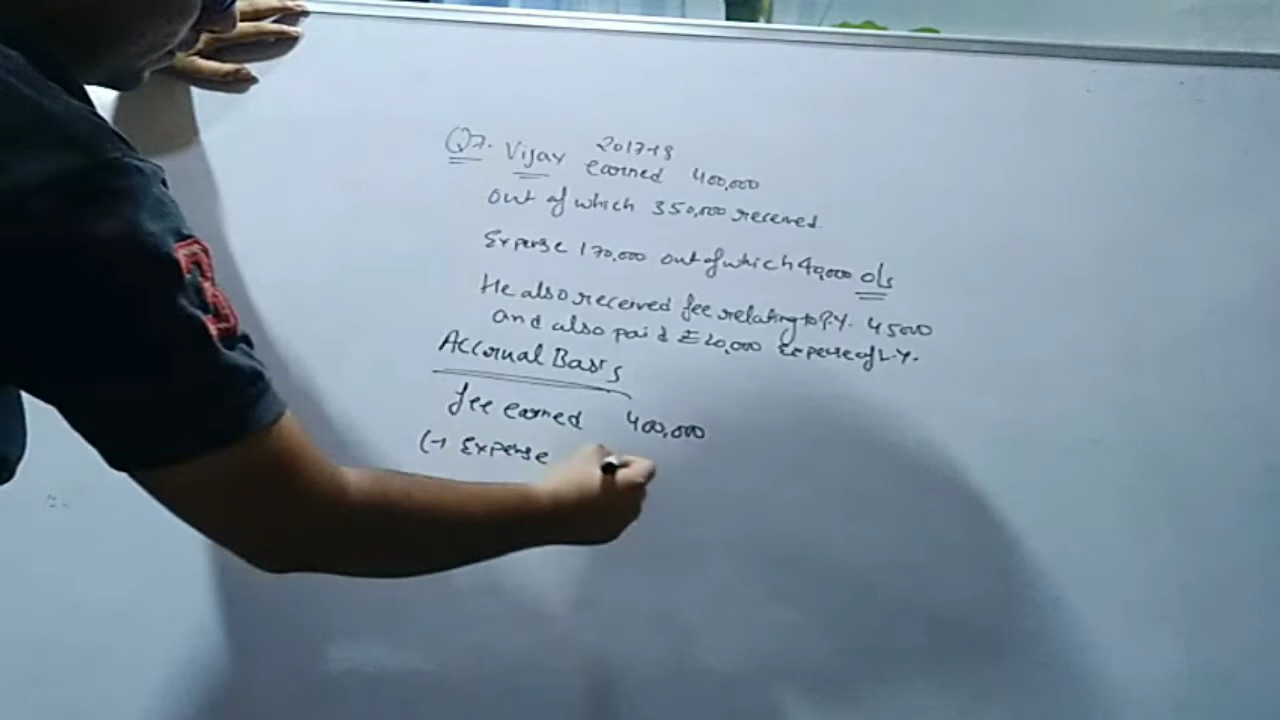 Q7. Vijay 2017-18 earned 400,000
out of which 350,000 received.
Expense 170,000 out of which 40,000 o/s
He also received fee relating to P.Y. 45000
and also paid 20,000 Expense of L.Y.
Accrual Basis
fee earned 400,000
(-) Expense